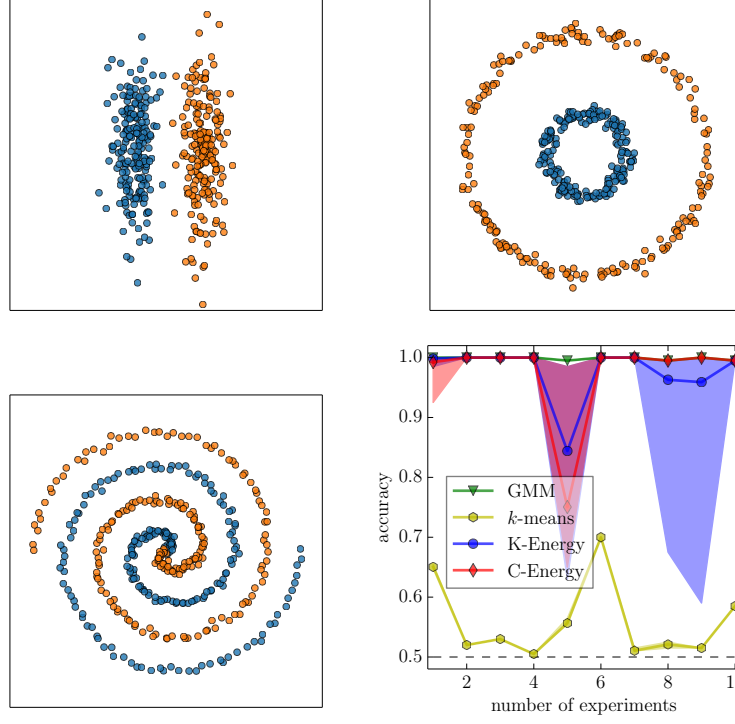 1.0
0.9
0.8
0.7
0.6
0.5
accuracy
GMM
k-means
K-Energy
C-Energy
2 4 6 8 1
number of experiments